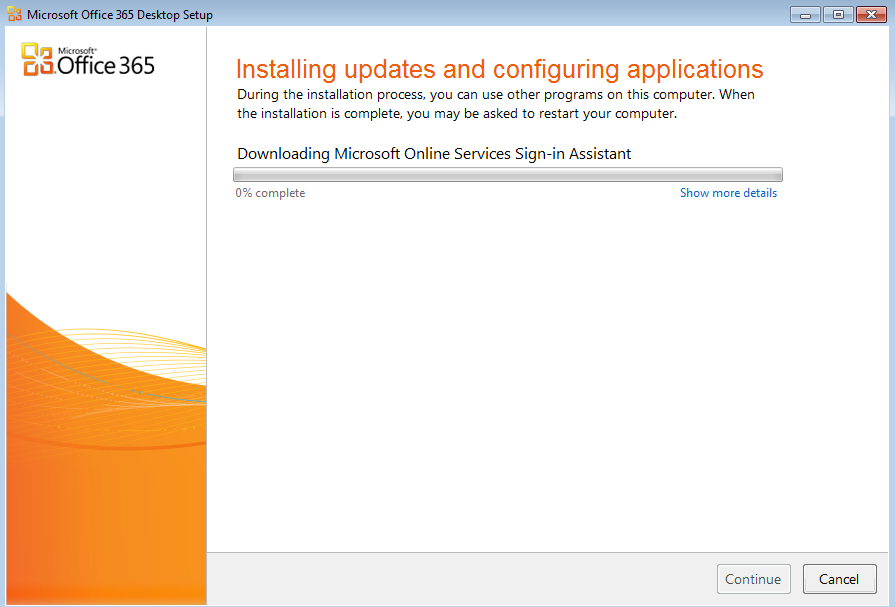 Microsoft Office 365 Desktop Setup
Microsoft®
Office 365
Installing updates and configuring applications
During the installation process, you can use other programs on this computer. When
the installation is complete, you may be asked to restart your computer.
Downloading Microsoft Online Services Sign-in Assistant
0% complete
Show more details
Continue
Cancel